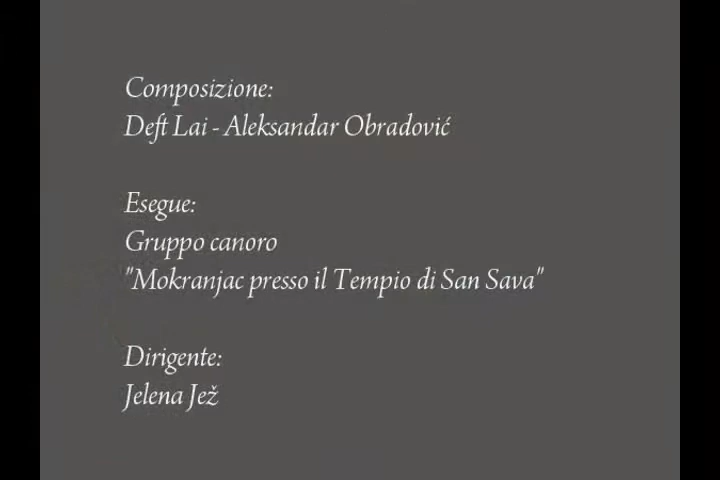 Composizione:
Deft Lai - Aleksandar Obradović
Esegue:
Gruppo canoro
"Mokranjac presso il Tempio di San Sava"
Dirigente:
Jelena Jež